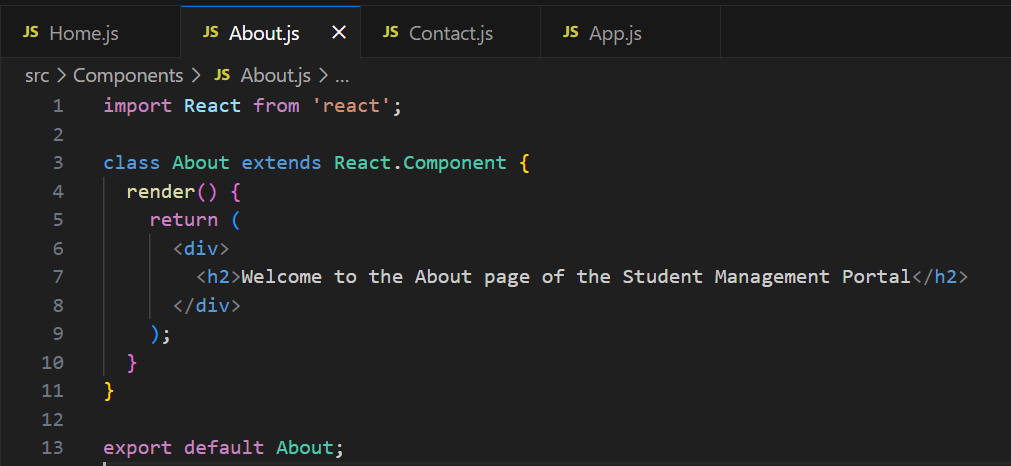 JS Home.js JS About.js × JS Contact.js JS App.js
src > Components > JS About.js > ...
1 import React from 'react';
2
3 class About extends React.Component {
4   render() {
5     return (
6       <div>
7         <h2>Welcome to the About page of the Student Management Portal</h2>
8       </div>
9     );
10   }
11 }
12
13 export default About;